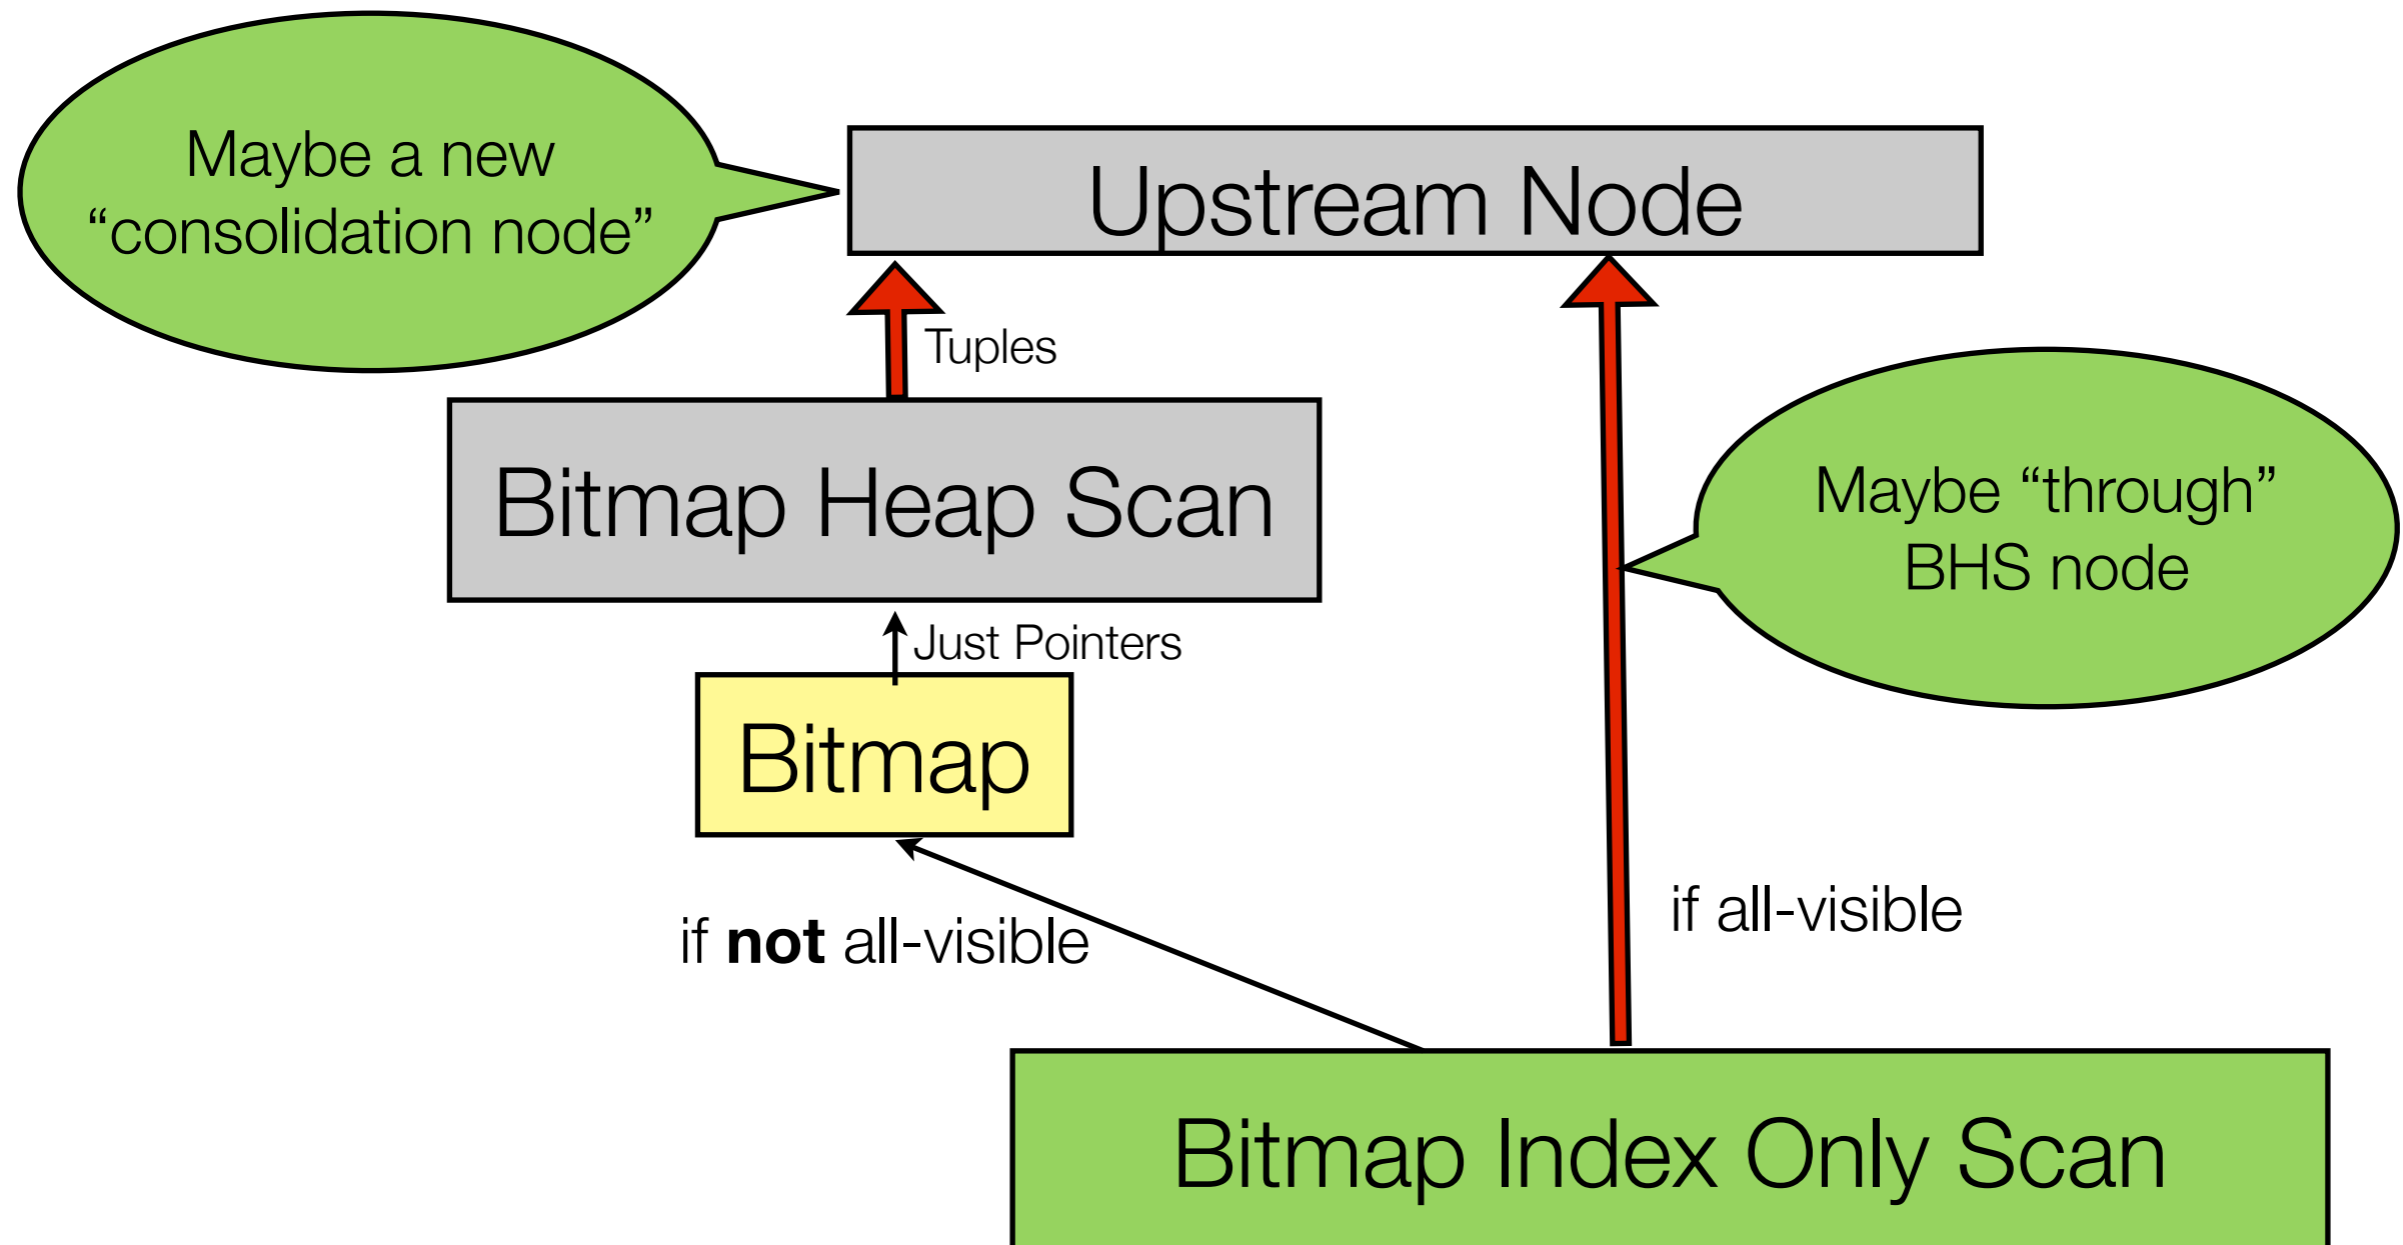 Maybe a new
“consolidation node”
Upstream Node
Tuples
Bitmap Heap Scan
Maybe “through”
BHS node
Just Pointers
Bitmap
if all-visible
if not all-visible
Bitmap Index Only Scan